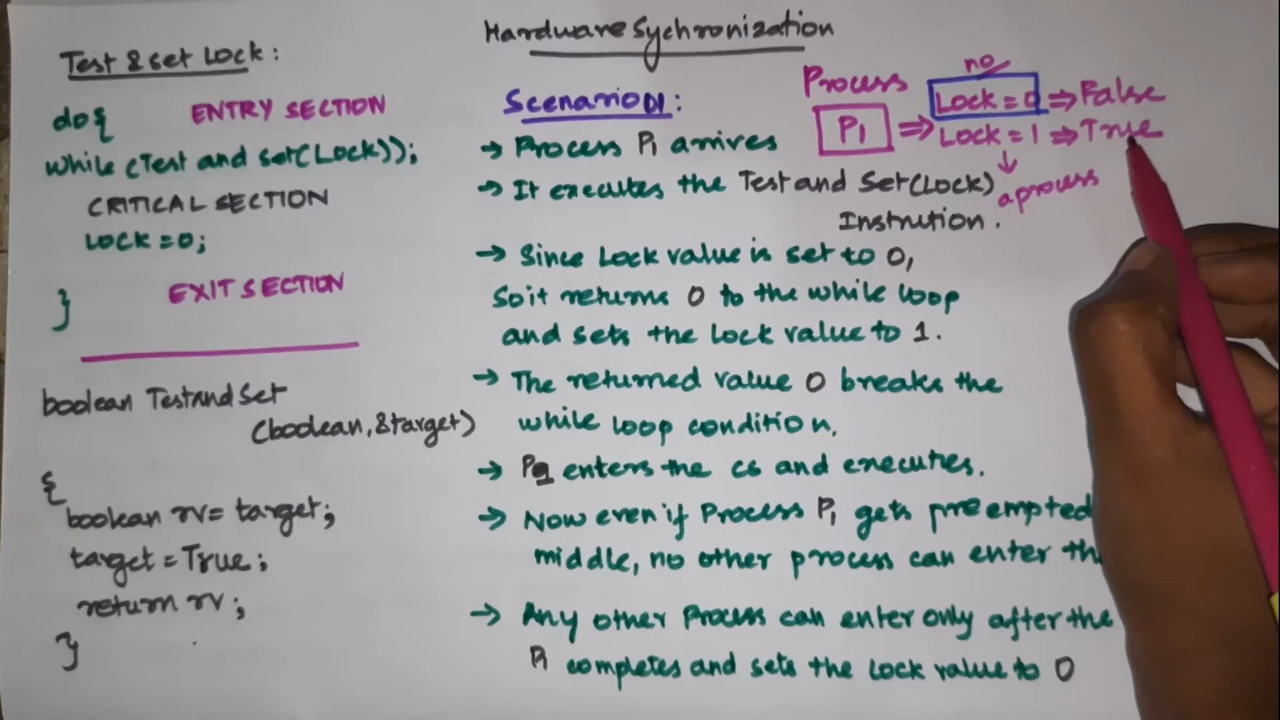 Hardware Sychronization
Test & set Lock :
do{ ENTRY SECTION
while (Test and set(Lock));
CRITICAL SECTION
LOCK = 0;
EXIT SECTION
}
boolean TestandSet
(boolean, &target)
{
boolean rv = target;
target = True;
return rv;
}
Scenario 01 :
→ Process P1 arrives
→ It executes the Test and Set(Lock)
Instrution .
→ Since Lock value is set to 0,
So it returns 0 to the while loop
and sets the lock value to 1.
→ The returned value 0 breaks the
while loop condition.
→ P1 enters the cs and executies.
→ Now even if Process P1 gets preempted
middle, no other process can enter th
→ Any other Process can enter only after the
P1 completes and sets the Lock value to 0
Process
P1
no
Lock = 0 ⇒ False
⇒ Lock = 1 ⇒ True
↓
a process